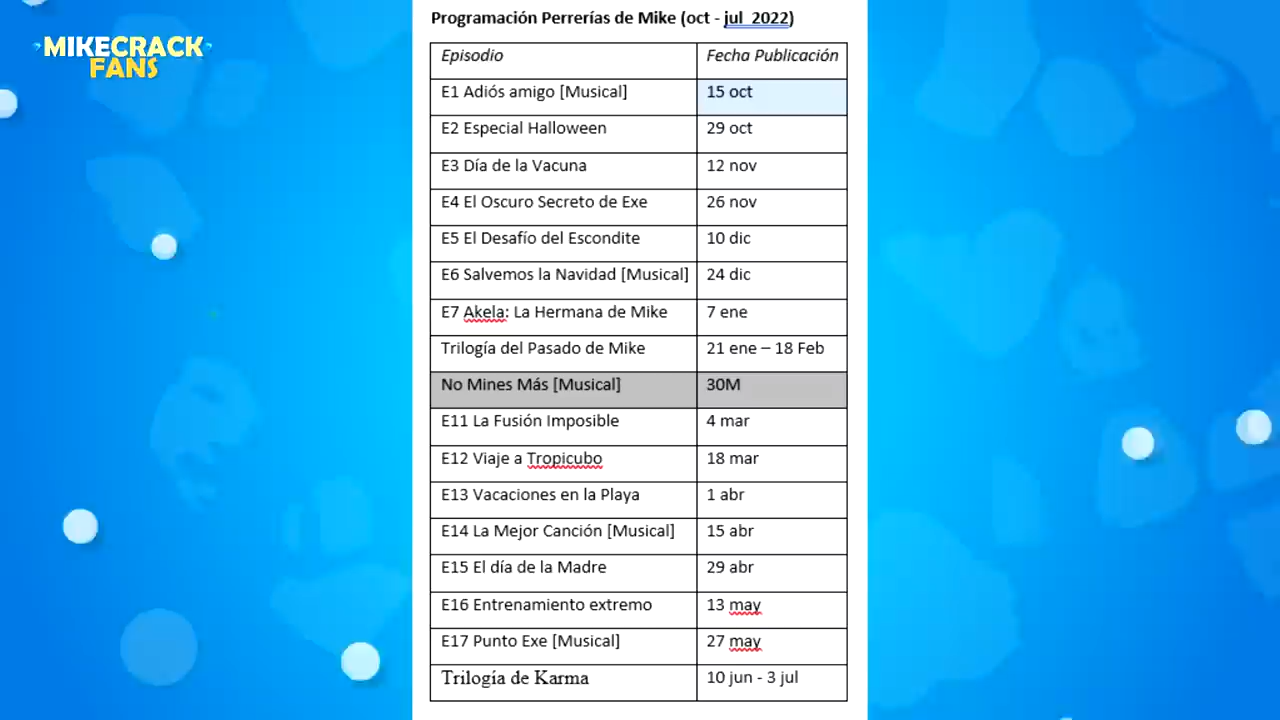 MIKECRACK
FANS
Programación Perrerías de Mike (oct - jul 2022)
Episodio Fecha Publicación
E1 Adiós amigo [Musical] 15 oct
E2 Especial Halloween 29 oct
E3 Día de la Vacuna 12 nov
E4 El Oscuro Secreto de Exe 26 nov
E5 El Desafío del Escondite 10 dic
E6 Salvemos la Navidad [Musical] 24 dic
E7 Akela: La Hermana de Mike 7 ene
Trilogía del Pasado de Mike 21 ene – 18 Feb
No Mines Más [Musical] 30M
E11 La Fusión Imposible 4 mar
E12 Viaje a Tropicubo 18 mar
E13 Vacaciones en la Playa 1 abr
E14 La Mejor Canción [Musical] 15 abr
E15 El día de la Madre 29 abr
E16 Entrenamiento extremo 13 may
E17 Punto Exe [Musical] 27 may
Trilogía de Karma 10 jun - 3 jul